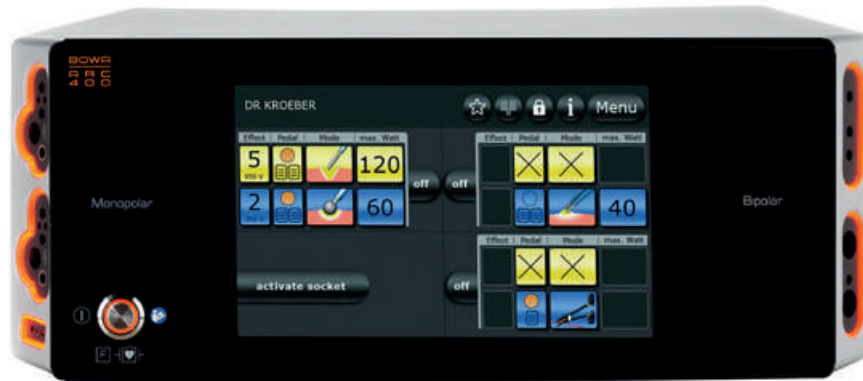 BOWA
ARC
400
DR KROEBER
i
Menu
Effect Pedal Mode max. Watt
5
120
off
2
60
Effect Pedal Mode max. Watt
off
40
Monopolar
Bipolar
Effect Pedal Mode max. Watt
activate socket
off
F